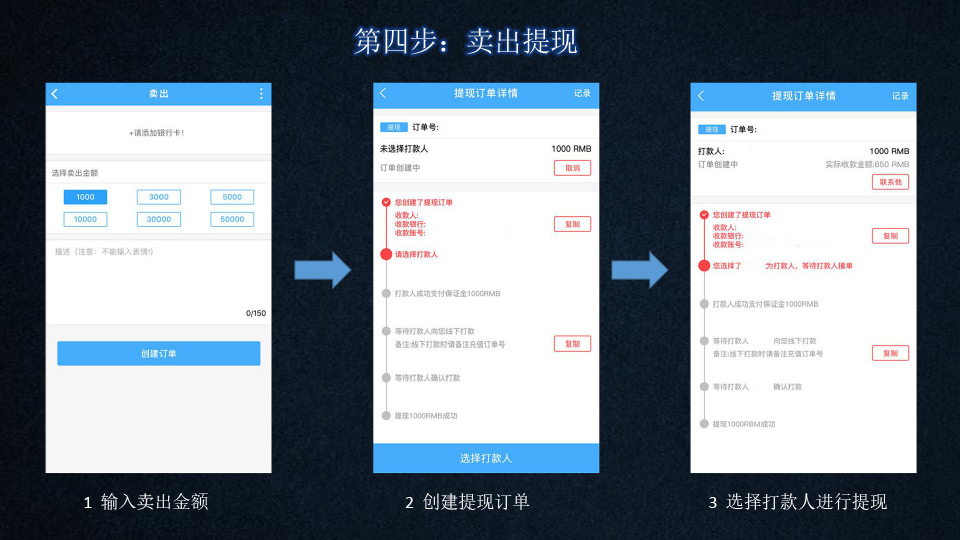 第四步：卖出提现
卖出
+请添加银行卡!
选择卖出金额
1000 3000 5000
10000 30000 50000
描述（注意：不能输入表情!）
0/150
创建订单
1 输入卖出金额
提现订单详情 记录
提现 订单号:
未选择打款人 1000 RMB
订单创建中 取消
您创建了提现订单
收款人:
收款银行: 复制
收款账号:
请选择打款人
打款人成功支付保证金1000RMB
等待打款人向您线下打款
备注:线下打款时请备注充值订单号 复制
等待打款人确认打款
提现1000RMB成功
选择打款人
2 创建提现订单
提现订单详情 记录
提现 订单号:
打款人: 1000 RMB
订单创建中 实际收款金额:850 RMB
联系他
您创建了提现订单
收款人:
收款银行: 复制
收款账号:
您选择了 为打款人，等待打款人接单
打款人成功支付保证金1000RMB
等待打款人 向您线下打款
备注:线下打款时请备注充值订单号 复制
等待打款人 确认打款
提现1000RBM成功
3 选择打款人进行提现